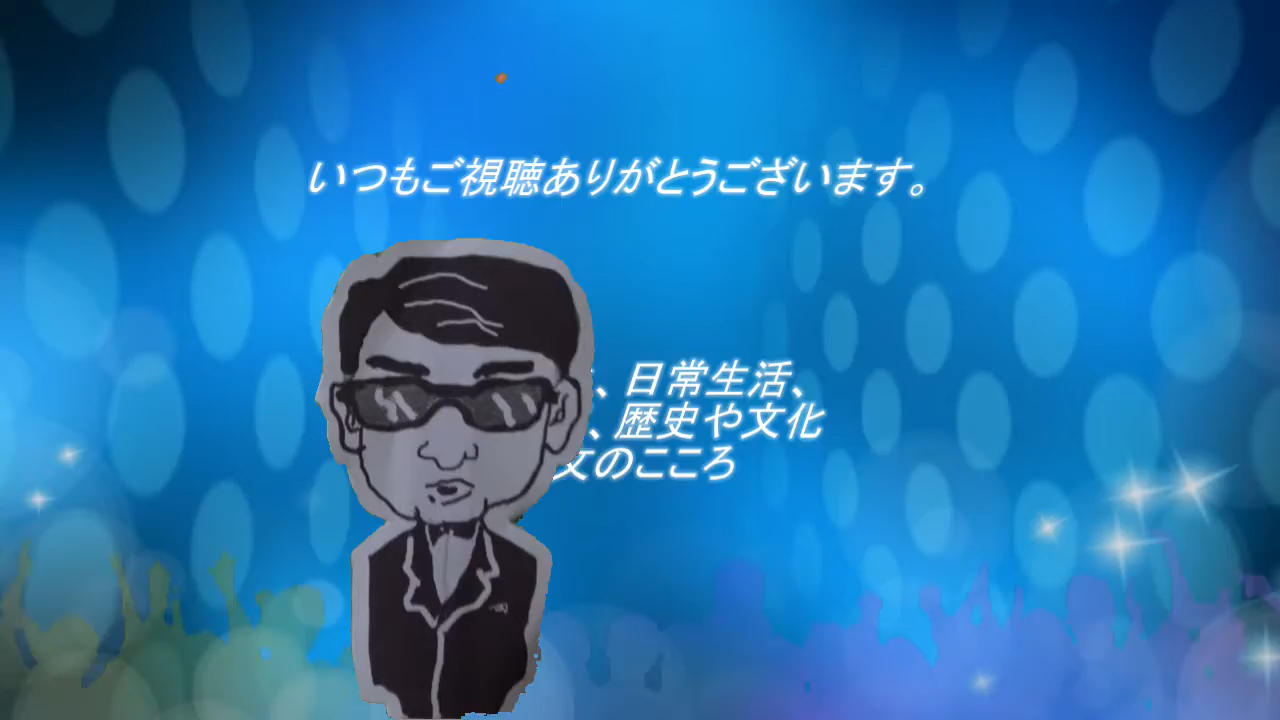 いつもご視聴ありがとうございます。
、日常生活、
、歴史や文化
文のこころ